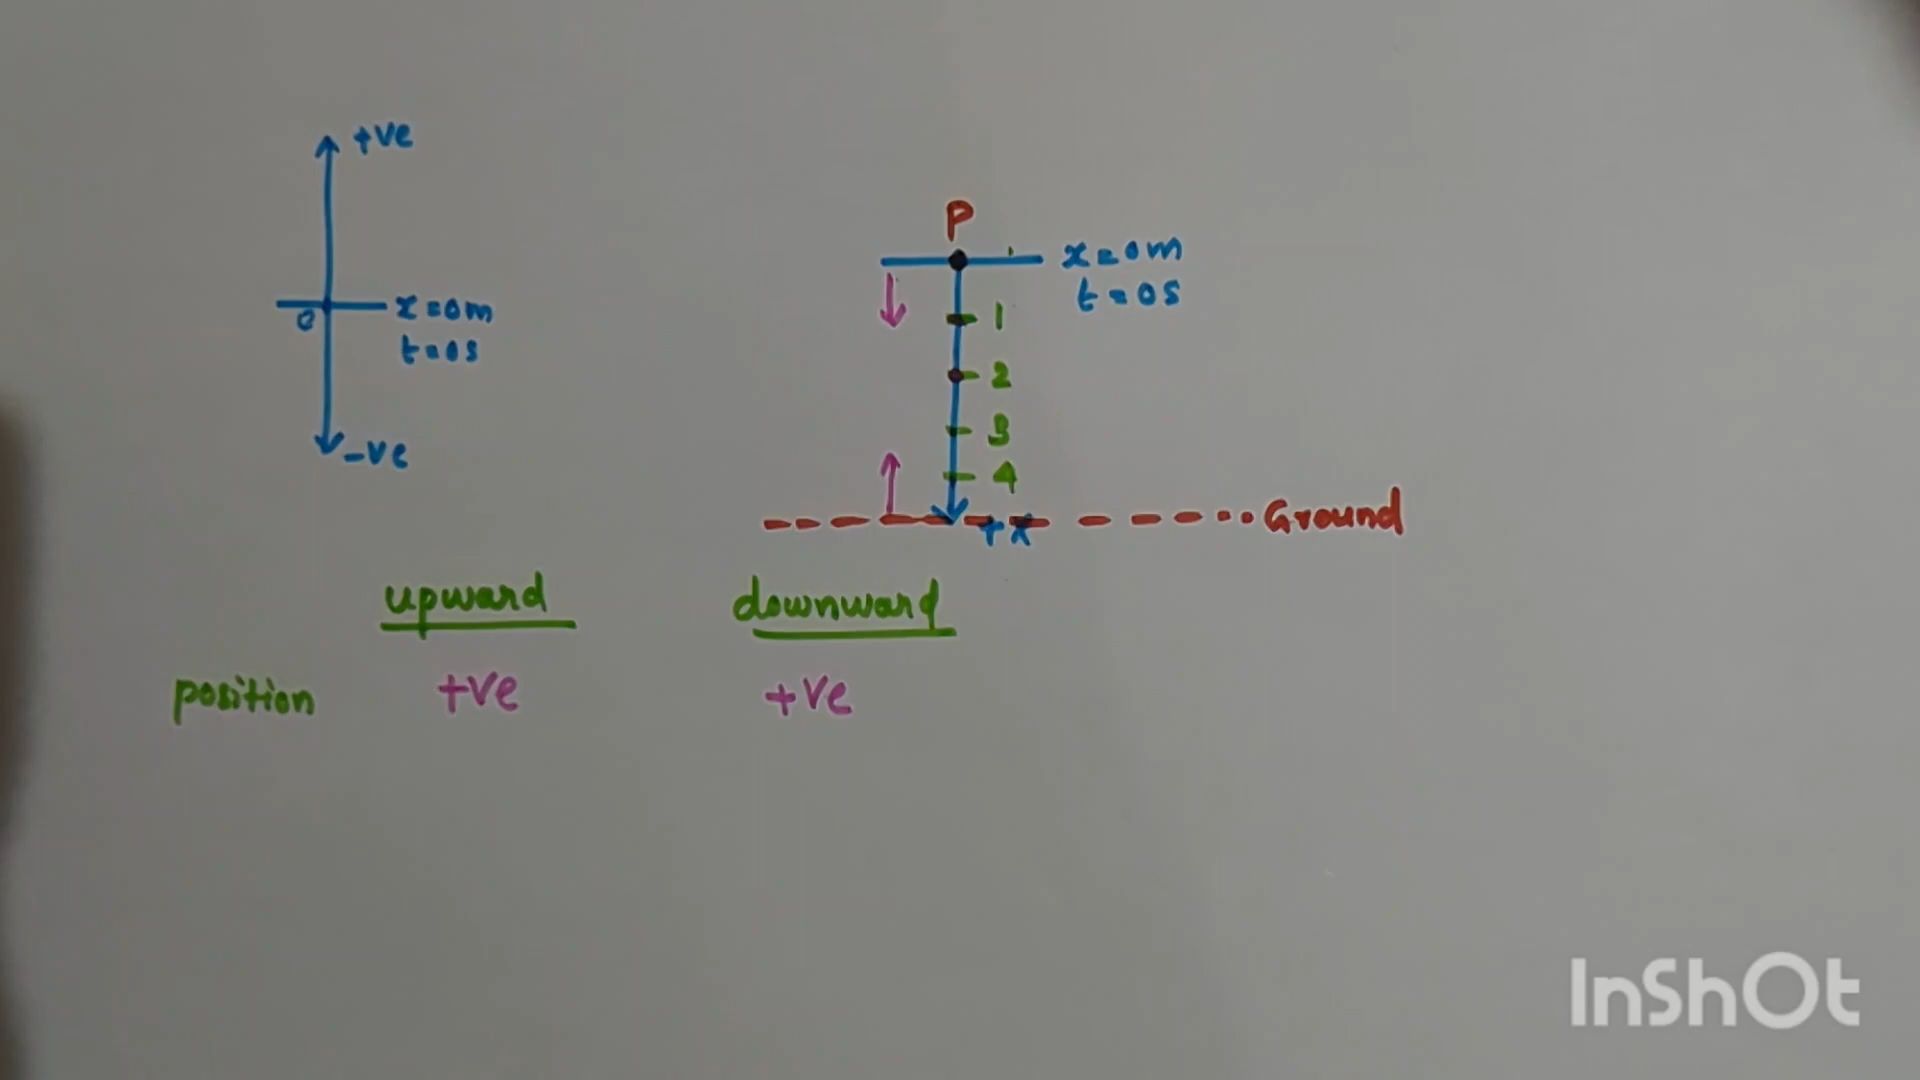 +ve
x=0m
0
t=0s
-ve
P
x=0m
t=0s
1
2
3
4
+x
Ground
upward downward
position +ve +ve
InShOt